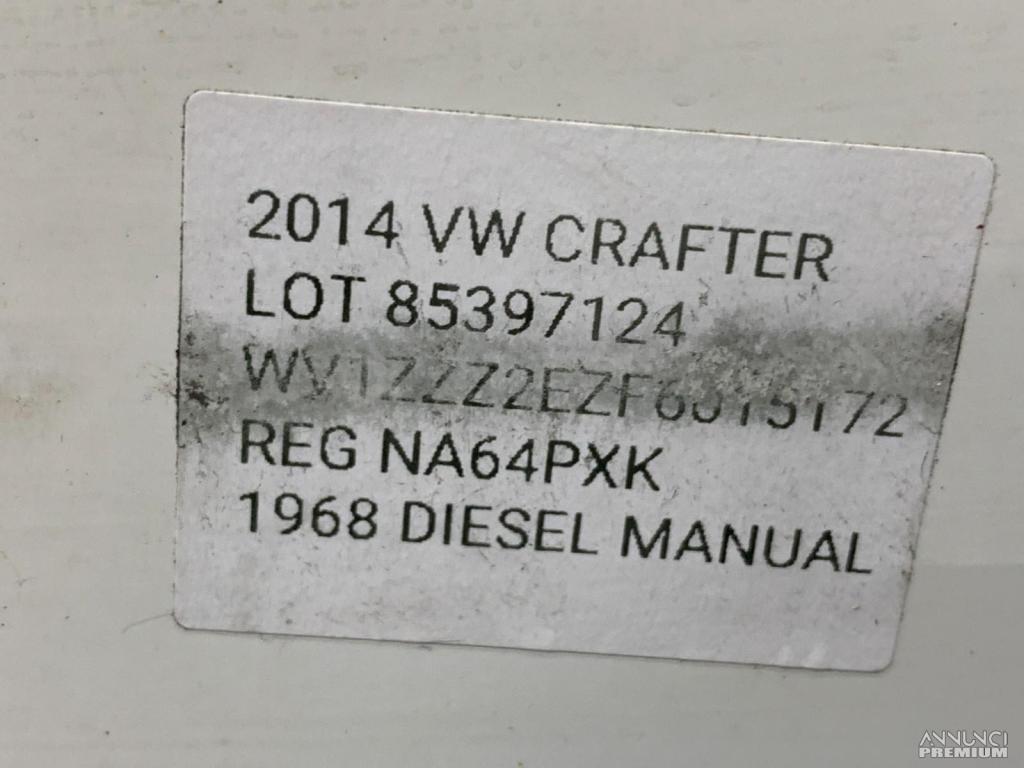 2014 VW CRAFTER
LOT 85397124
REG NA64PXK
1968 DIESEL MANUAL
ANNUNCI
PREMIUM